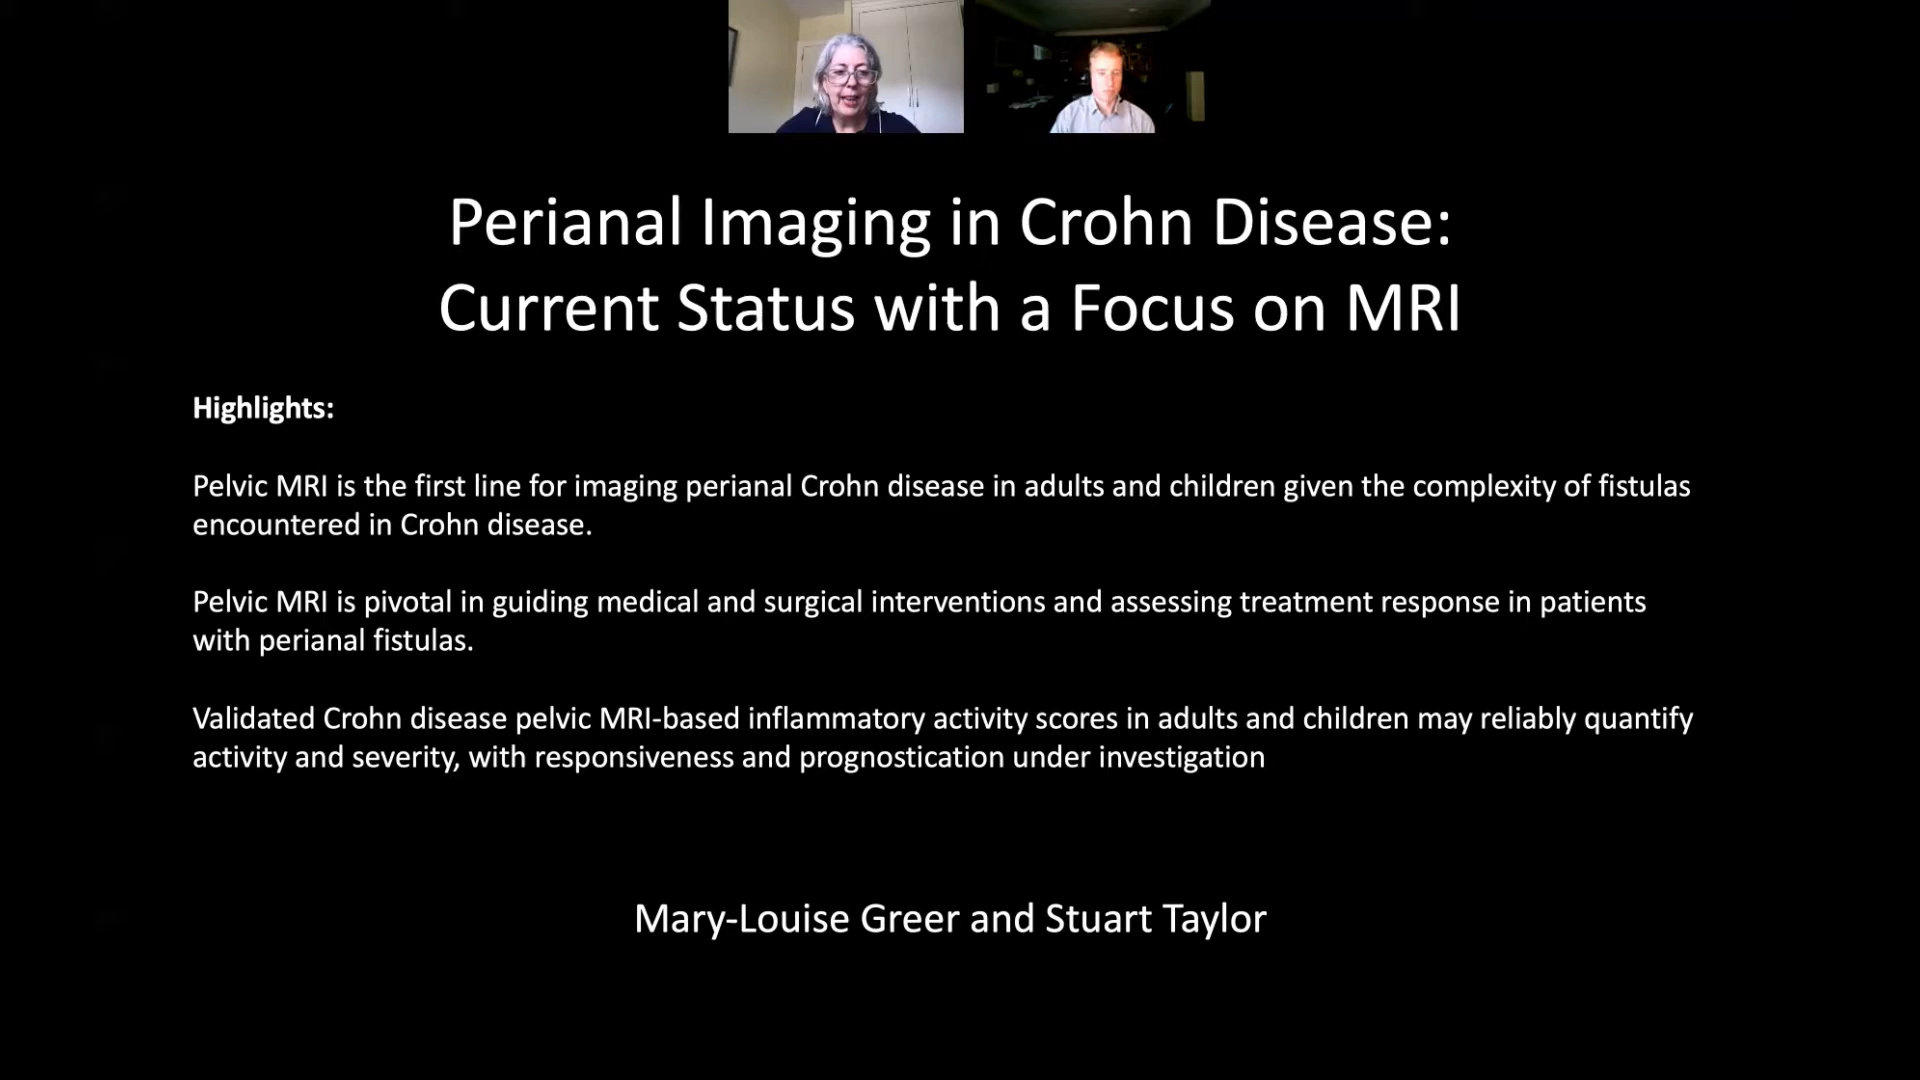 Perianal Imaging in Crohn Disease:
Current Status with a Focus on MRI
Highlights:
Pelvic MRI is the first line for imaging perianal Crohn disease in adults and children given the complexity of fistulas
encountered in Crohn disease.
Pelvic MRI is pivotal in guiding medical and surgical interventions and assessing treatment response in patients
with perianal fistulas.
Validated Crohn disease pelvic MRI-based inflammatory activity scores in adults and children may reliably quantify
activity and severity, with responsiveness and prognostication under investigation
Mary-Louise Greer and Stuart Taylor